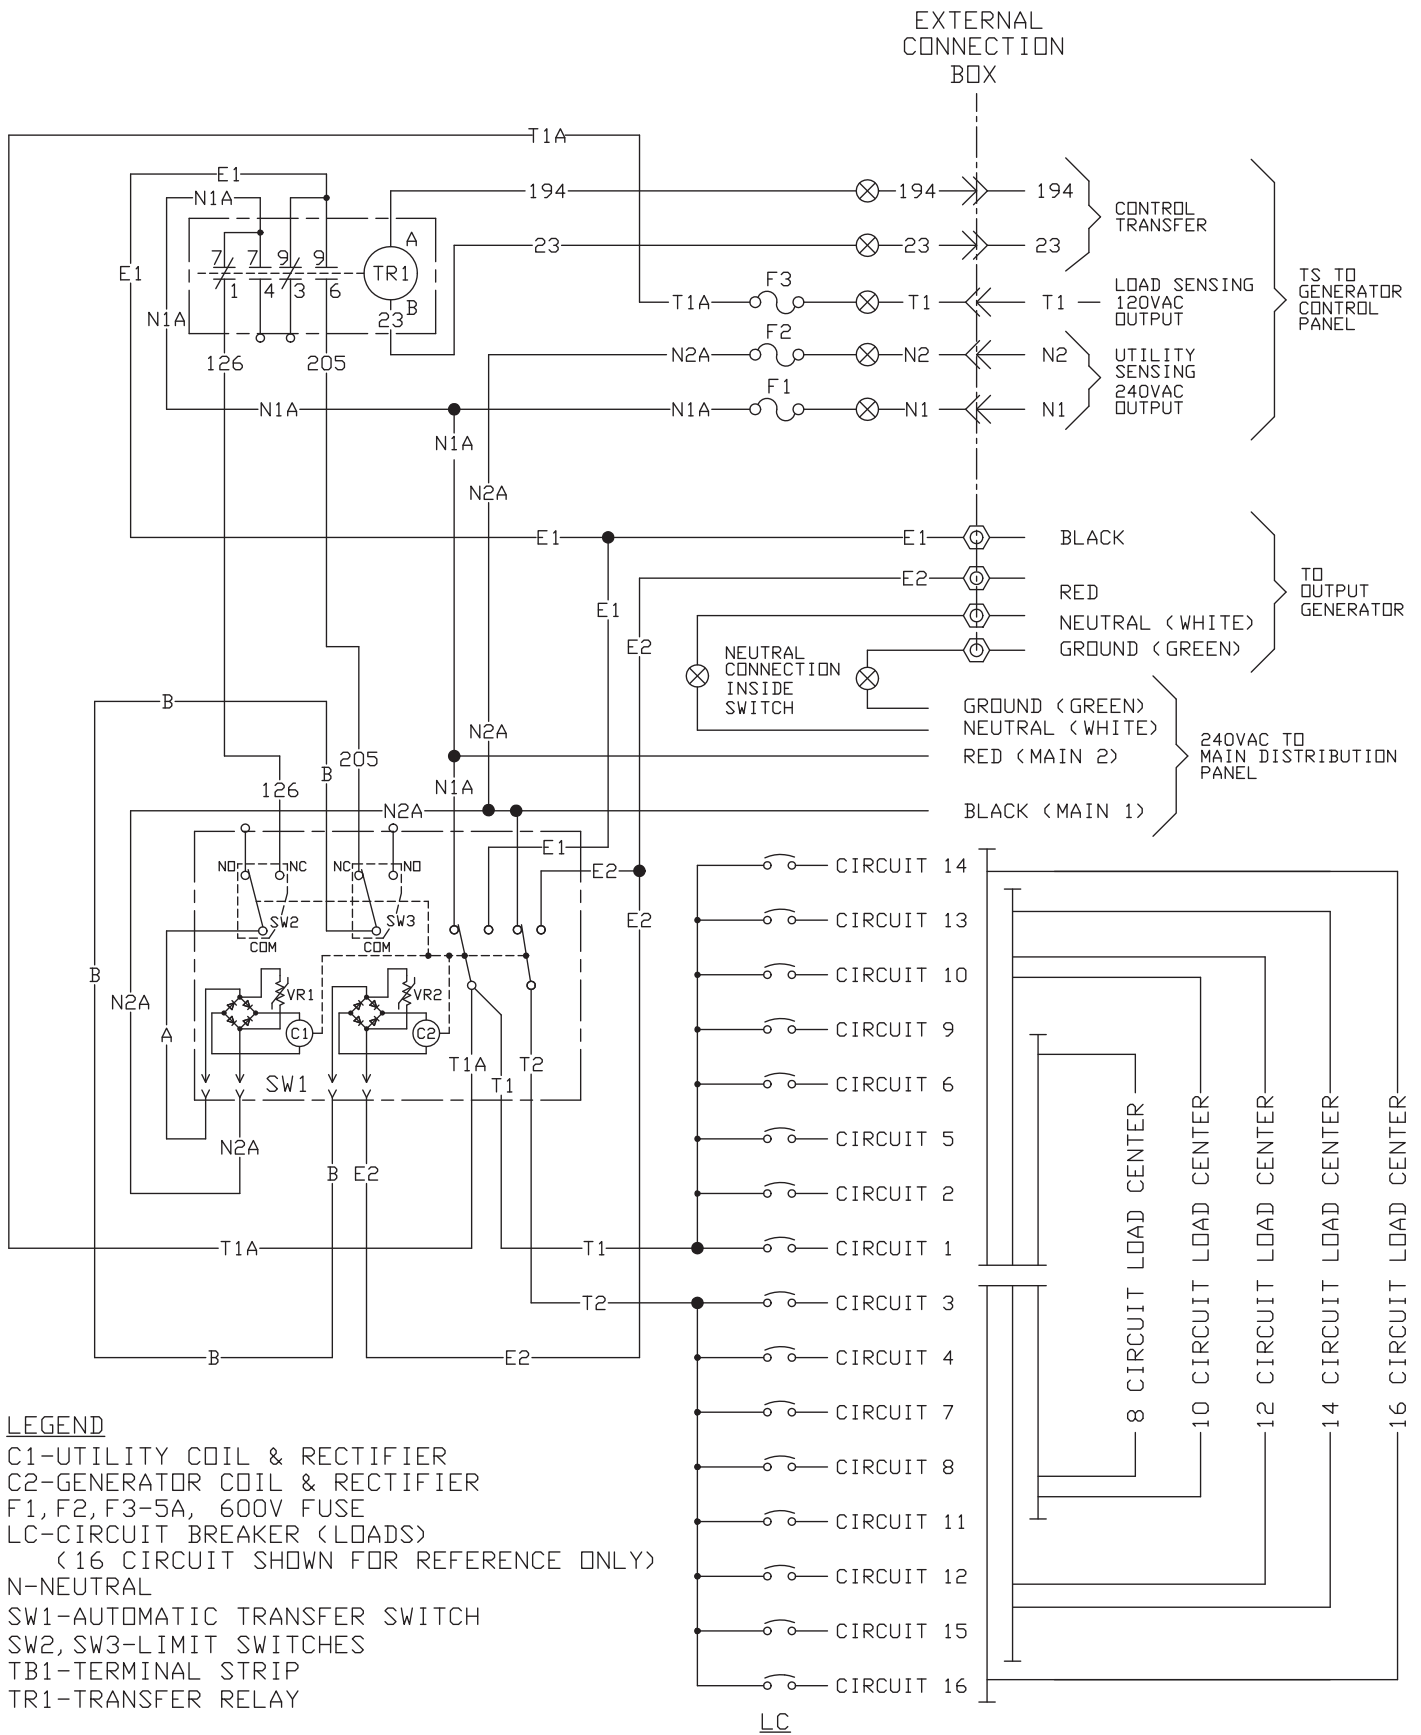 EXTERNAL
CONNECTION
BOX
T1A
E1
N1A
194
194
194
CONTROL
TRANSFER
A
23
23
23
7
7
9
9
TR1
E1
1
4
3
6
B
23
N1A
F3
T1A
T1
T1
LOAD SENSING
120VAC
OUTPUT
TS TO
GENERATOR
CONTROL
PANEL
F2
N2A
N2
N2
UTILITY
SENSING
240VAC
OUTPUT
126
205
F1
N1A
N1A
N1
N1
N1A
N2A
E1
E1
BLACK
E2
RED
TO
OUTPUT
GENERATOR
E1
NEUTRAL (WHITE)
E2
GROUND (GREEN)
NEUTRAL
CONNECTION
INSIDE
SWITCH
B
GROUND (GREEN)
NEUTRAL (WHITE)
N2A
RED (MAIN 2)
240VAC TO
MAIN DISTRIBUTION
PANEL
205
B
126
N1A
N2A
BLACK (MAIN 1)
E1
NO
NC
NC
NO
E2
CIRCUIT 14
SW2
SW3
E2
CIRCUIT 13
COM
COM
B
CIRCUIT 10
N2A
VR1
VR2
A
C1
C2
CIRCUIT 9
T1A
T2
SW1
T1
CIRCUIT 6
N2A
CIRCUIT 5
B
E2
CIRCUIT 2
T1A
T1
CIRCUIT 1
T2
CIRCUIT 3
B
E2
CIRCUIT 4
CIRCUIT 7
CIRCUIT 8
CIRCUIT 11
CIRCUIT 12
CIRCUIT 15
CIRCUIT 16
LC
8 CIRCUIT LOAD CENTER
10 CIRCUIT LOAD CENTER
12 CIRCUIT LOAD CENTER
14 CIRCUIT LOAD CENTER
16 CIRCUIT LOAD CENTER
LEGEND
C1-UTILITY COIL & RECTIFIER
C2-GENERATOR COIL & RECTIFIER
F1,F2,F3-5A, 600V FUSE
LC-CIRCUIT BREAKER (LOADS)
(16 CIRCUIT SHOWN FOR REFERENCE ONLY)
N-NEUTRAL
SW1-AUTOMATIC TRANSFER SWITCH
SW2,SW3-LIMIT SWITCHES
TB1-TERMINAL STRIP
TR1-TRANSFER RELAY